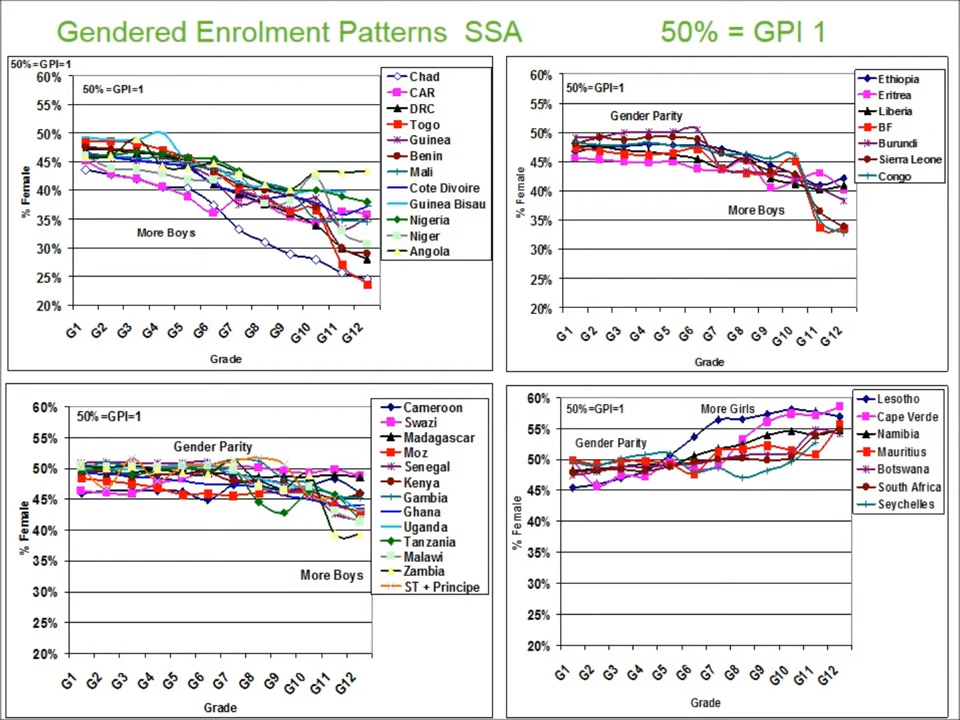 Gendered Enrolment Patterns SSA 50% = GPI 1
50%=GPI=1
60%
55%
50%
45%
40%
35%
30%
25%
20%
% Female
50%=GPI=1
More Boys
G1 G2 G3 G4 G5 G6 G7 G8 G9 G10 G11 G12
Grade
Chad
CAR
DRC
Togo
Guinea
Benin
Mali
Cote Divoire
Guinea Bisau
Nigeria
Niger
Angola
60%
55%
50%
45%
40%
35%
30%
25%
20%
% Female
50%=GPI=1
Gender Parity
More Boys
G1 G2 G3 G4 G5 G6 G7 G8 G9 G10 G11 G12
Grade
Ethiopia
Eritrea
Liberia
BF
Burundi
Sierra Leone
Congo
60%
55%
50%
45%
40%
35%
30%
25%
20%
% Female
50%=GPI=1
Gender Parity
More Boys
G1 G2 G3 G4 G5 G6 G7 G8 G9 G10 G11 G12
Grade
Cameroon
Swazi
Madagascar
Moz
Senegal
Kenya
Gambia
Ghana
Uganda
Tanzania
Malawi
Zambia
ST + Principe
60%
55%
50%
45%
40%
35%
30%
25%
20%
% Female
50%=GPI=1
More Girls
Gender Parity
G1 G2 G3 G4 G5 G6 G7 G8 G9 G10 G11 G12
Grade
Lesotho
Cape Verde
Namibia
Mauritius
Botswana
South Africa
Seychelles